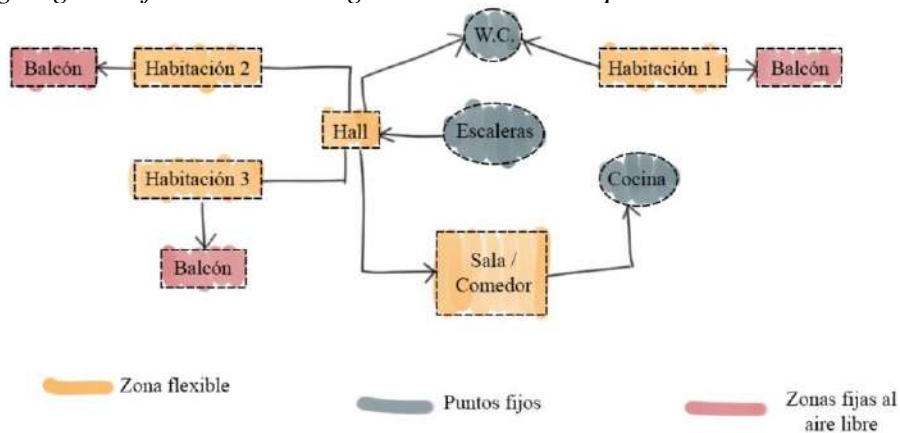 W.C.
Balcón
Habitación 2
Habitación 1
Balcón
Hall
Escaleras
Habitación 3
Cocina
Balcón
Sala /
Comedor
Zona flexible
Puntos fijos
Zonas fijas al
aire libre